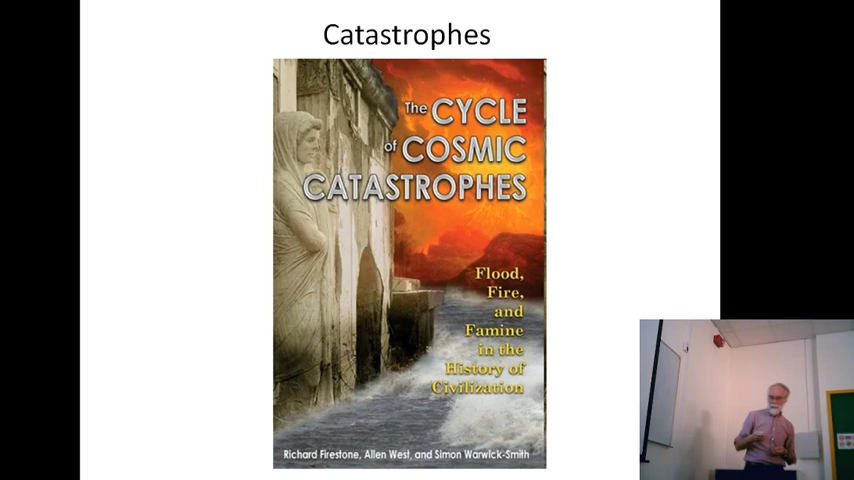 Catastrophes
The CYCLE
of COSMIC
CATASTROPHES
Flood,
Fire,
and
Famine
in the
History of
Civilization
Richard Firestone, Allen West, and Simon Warwick-Smith